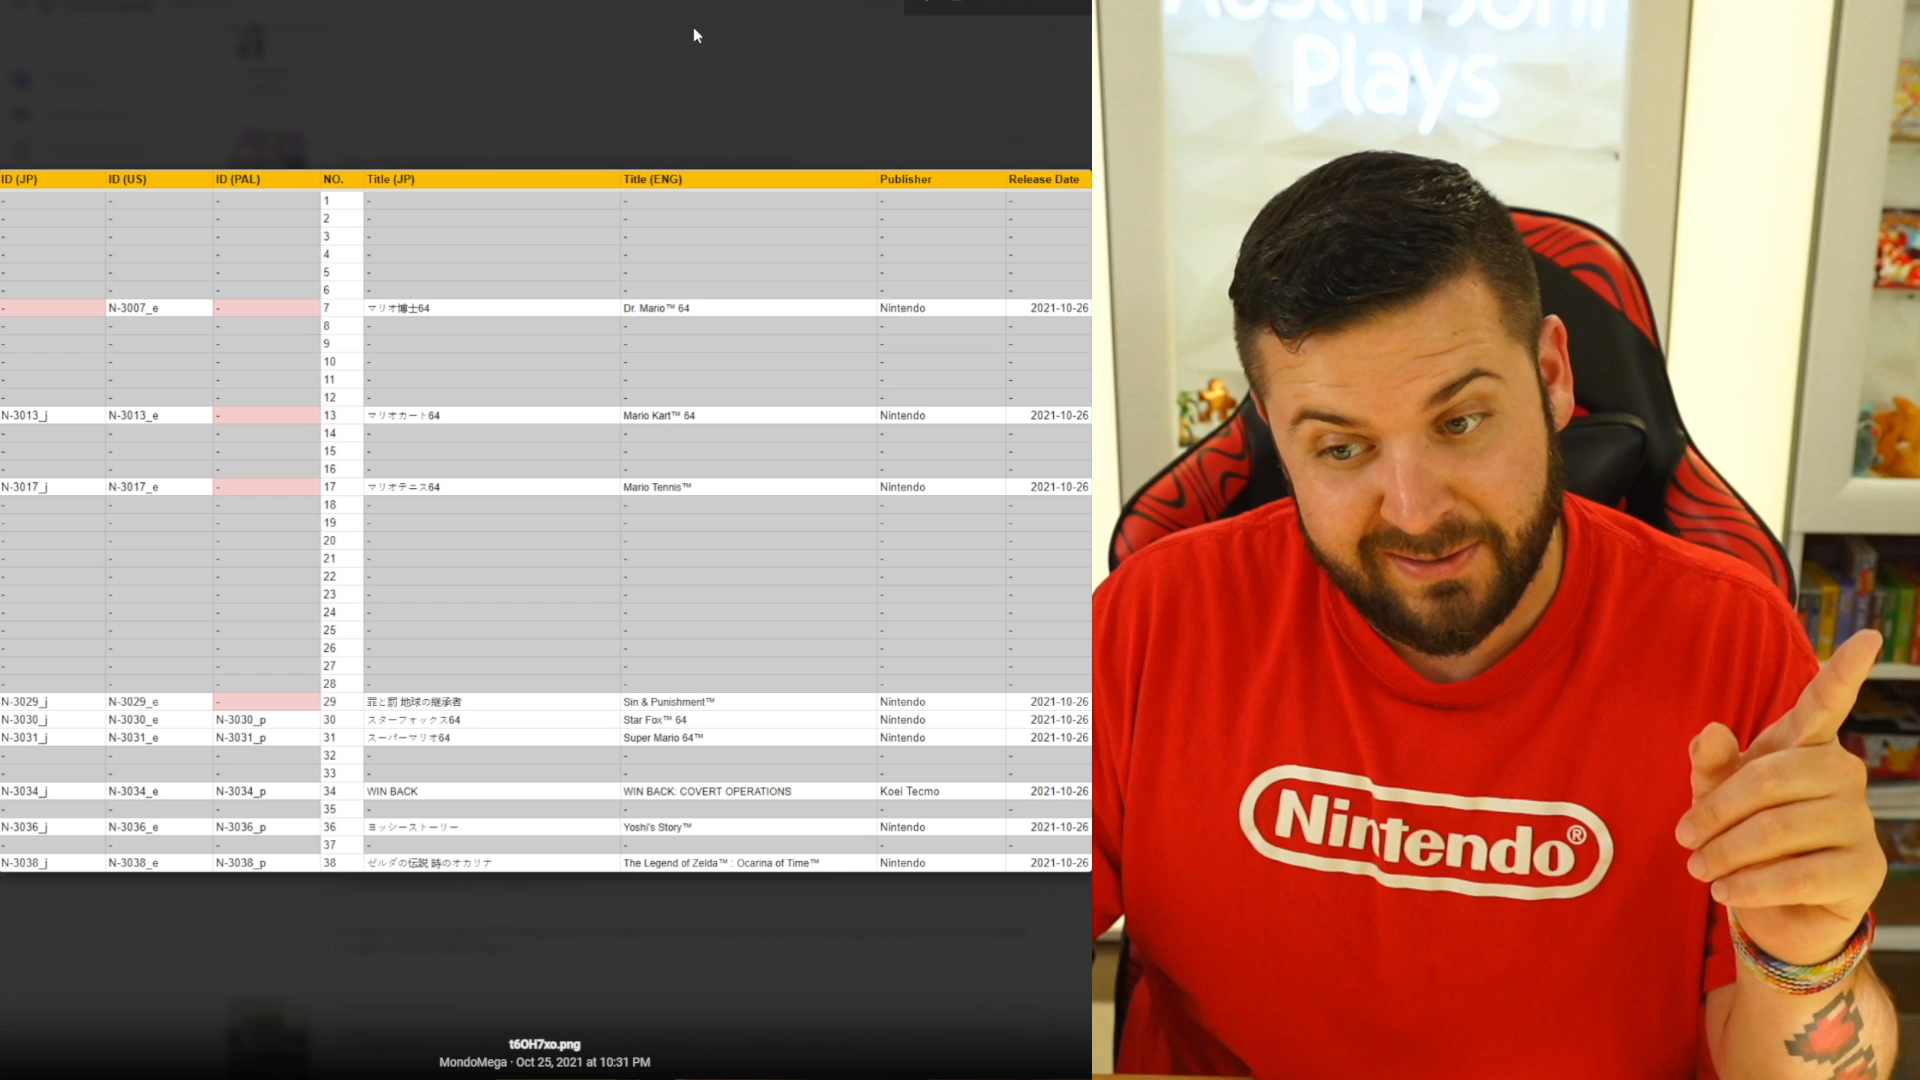 Austin John
Plays
ID (JP) ID (US) ID (PAL) NO. Title (JP) Title (ENG) Publisher Release Date
- - - 1 - - - -
- - - 2 - - - -
- - - 3 - - - -
- - - 4 - - - -
- - - 5 - - - -
- - - 6 - - - -
- N-3007_e - 7 マリオ博士64 Dr. Mario™ 64 Nintendo 2021-10-26
- - - 8 - - - -
- - - 9 - - - -
- - - 10 - - - -
- - - 11 - - - -
- - - 12 - - - -
N-3013_j N-3013_e - 13 マリオカート64 Mario Kart™ 64 Nintendo 2021-10-26
- - - 14 - - - -
- - - 15 - - - -
- - - 16 - - - -
N-3017_j N-3017_e - 17 マリオテニス64 Mario Tennis™ Nintendo 2021-10-26
- - - 18 - - - -
- - - 19 - - - -
- - - 20 - - - -
- - - 21 - - - -
- - - 22 - - - -
- - - 23 - - - -
- - - 24 - - - -
- - - 25 - - - -
- - - 26 - - - -
- - - 27 - - - -
- - - 28 - - - -
N-3029_j N-3029_e - 29 罪と罰 地球の継承者 Sin & Punishment™ Nintendo 2021-10-26
N-3030_j N-3030_e N-3030_p 30 スターフォックス64 Star Fox™ 64 Nintendo 2021-10-26
N-3031_j N-3031_e N-3031_p 31 スーパーマリオ64 Super Mario 64™ Nintendo 2021-10-26
- - - 32 - - - -
- - - 33 - - - -
N-3034_j N-3034_e N-3034_p 34 WIN BACK WIN BACK: COVERT OPERATIONS Koei Tecmo 2021-10-26
- - - 35 - - - -
N-3036_j N-3036_e N-3036_p 36 ヨッシーストーリー Yoshi's Story™ Nintendo 2021-10-26
- - - 37 - - - -
N-3038_j N-3038_e N-3038_p 38 ゼルダの伝説 時のオカリナ The Legend of Zelda™ : Ocarina of Time™ Nintendo 2021-10-26
Nintendo®
t6OH7xo.png
MondoMega · Oct 25, 2021 at 10:31 PM